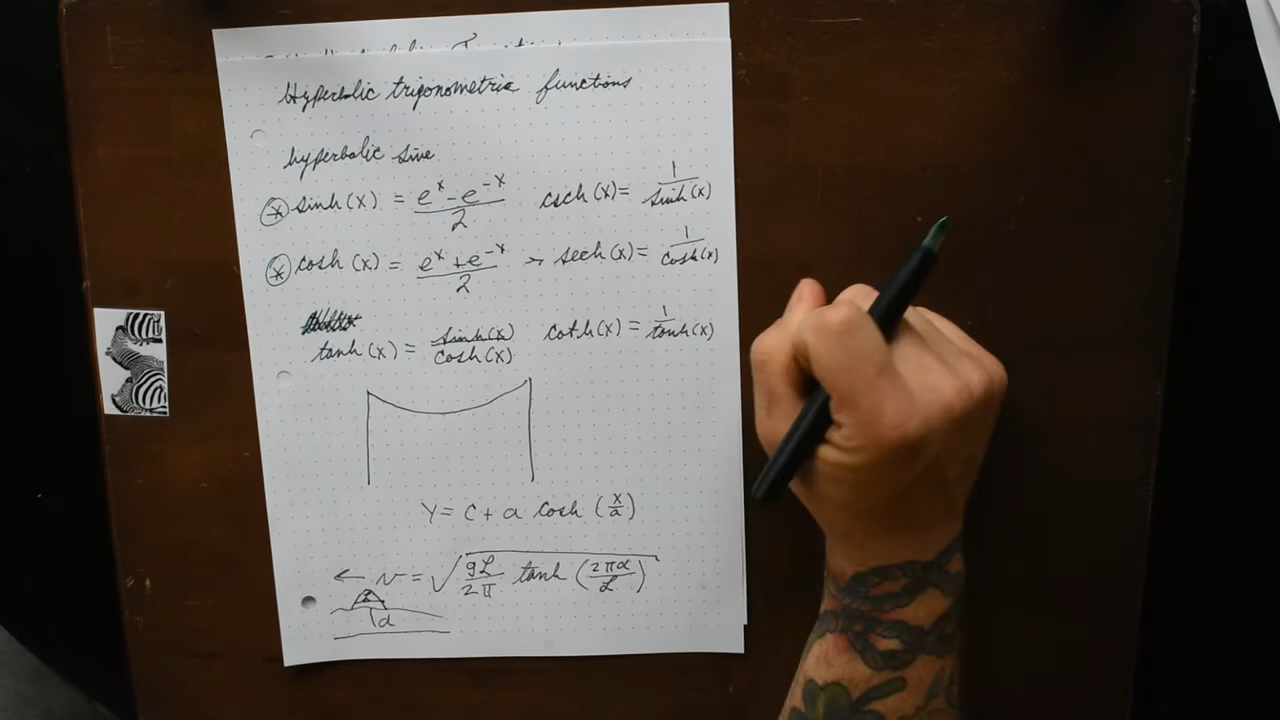 Hyperbolic trigonometric functions
hyperbolic sine
* sinh(x) = (e^x - e^-x)/2 csch(x) = 1/sinh(x)
* cosh(x) = (e^x + e^-x)/2 → sech(x) = 1/cosh(x)
tanh(x) = sinh(x)/cosh(x) coth(x) = 1/tanh(x)
y = c + a cosh (x/a)
← v = √(gL/2π tanh (2πd/L))
d